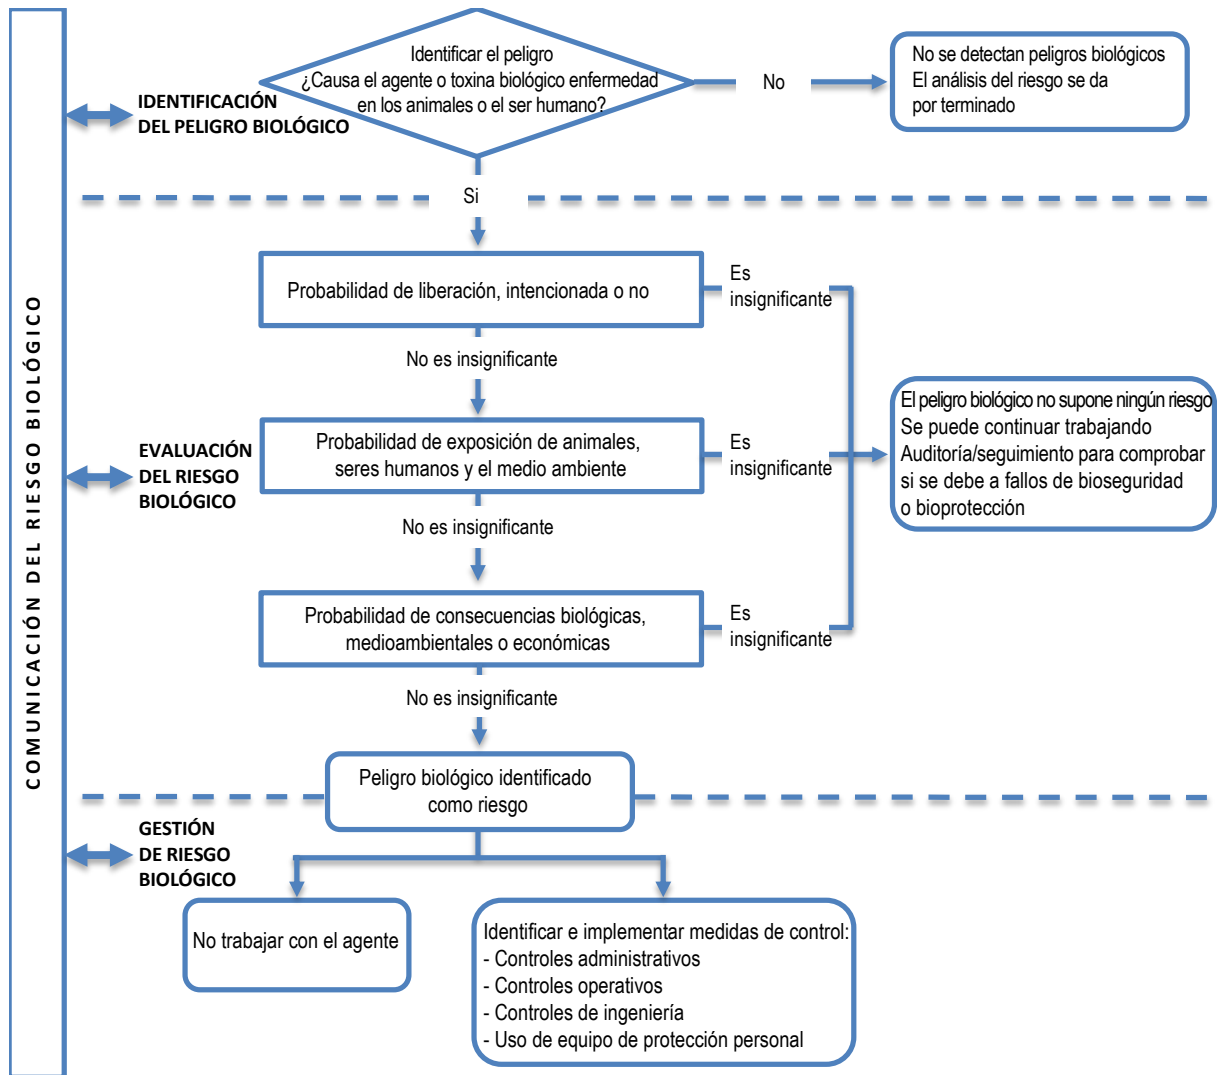 COMUNICACIÓN DEL RIESGO BIOLÓGICO
IDENTIFICACIÓN
DEL PELIGRO BIOLÓGICO
Identificar el peligro
¿Causa el agente o toxina biológico enfermedad
en los animales o el ser humano?
No
No se detectan peligros biológicos
El análisis del riesgo se da
por terminado
Si
Probabilidad de liberación, intencionada o no
Es
insignificante
No es insignificante
EVALUACIÓN
DEL RIESGO
BIOLÓGICO
Probabilidad de exposición de animales,
seres humanos y el medio ambiente
Es
insignificante
El peligro biológico no supone ningún riesgo
Se puede continuar trabajando
Auditoría/seguimiento para comprobar
si se debe a fallos de bioseguridad
o bioprotección
No es insignificante
Probabilidad de consecuencias biológicas,
medioambientales o económicas
Es
insignificante
No es insignificante
Peligro biológico identificado
como riesgo
GESTIÓN
DE RIESGO
BIOLÓGICO
No trabajar con el agente
Identificar e implementar medidas de control:
- Controles administrativos
- Controles operativos
- Controles de ingeniería
- Uso de equipo de protección personal